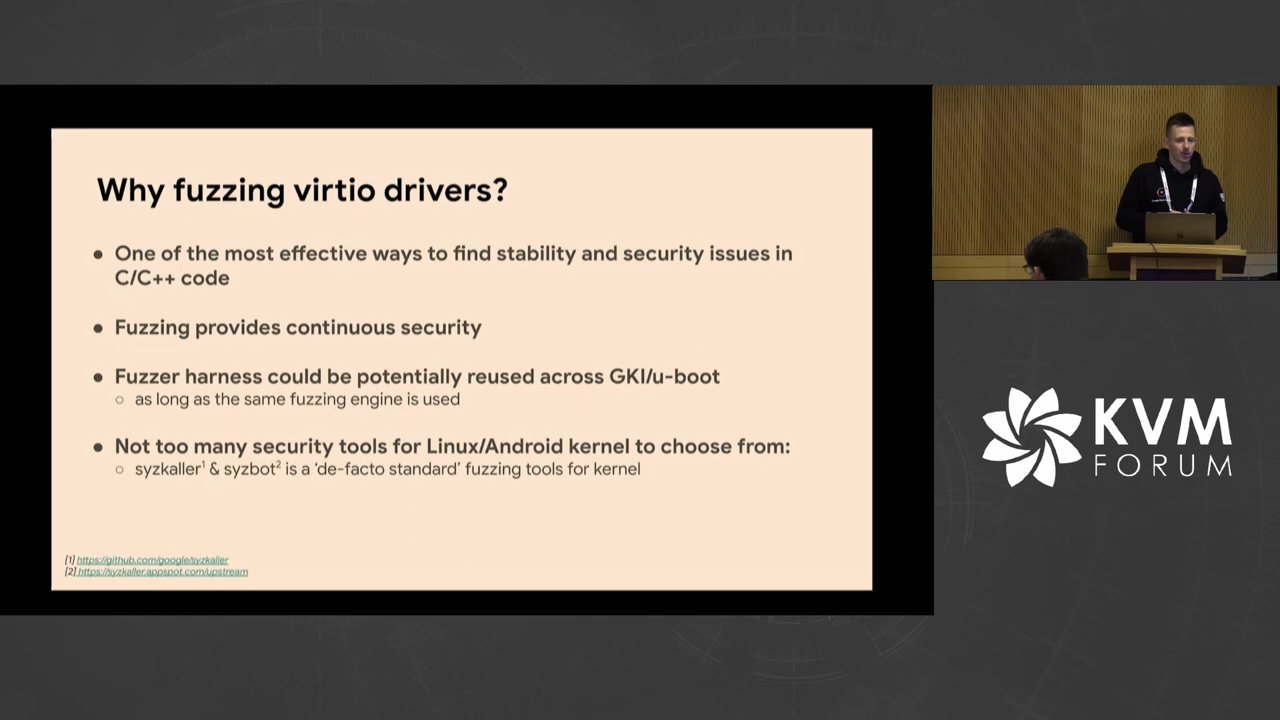 Why fuzzing virtio drivers?
● One of the most effective ways to find stability and security issues in
C/C++ code
● Fuzzing provides continuous security
● Fuzzer harness could be potentially reused across GKI/u-boot
○ as long as the same fuzzing engine is used
● Not too many security tools for Linux/Android kernel to choose from:
○ syzkaller¹ & syzbot² is a ‘de-facto standard’ fuzzing tools for kernel
[1] https://github.com/google/syzkaller
[2] https://syzkaller.appspot.com/upstream
KVM
FORUM